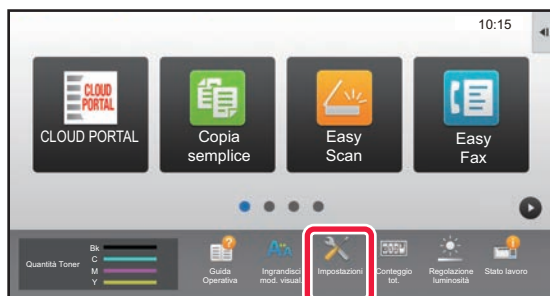 10:15
CLOUD
PORTAL
CLOUD PORTAL
Copia
semplice
Easy
Scan
Easy
Fax
Quantità Toner
Bk
C
M
Y
Guida
Operativa
Ingrandisci
mod. visual.
Impostazioni
Conteggio
tot.
Regolazione
luminosità
Stato lavoro